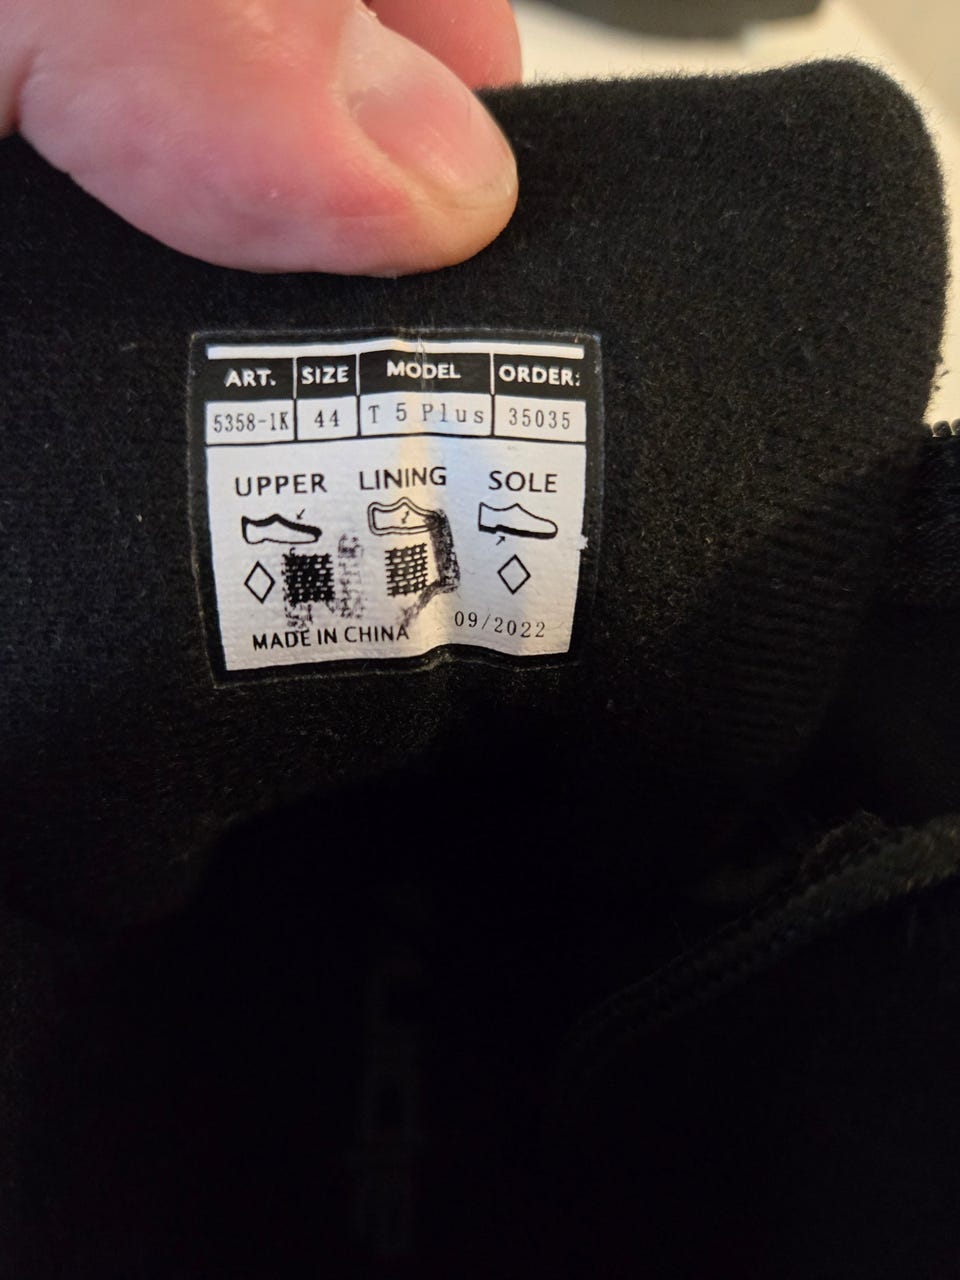 ART. SIZE MODEL ORDER:
5358-1K 44 T 5 Plus 35035
UPPER LINING SOLE
MADE IN CHINA 09/2022